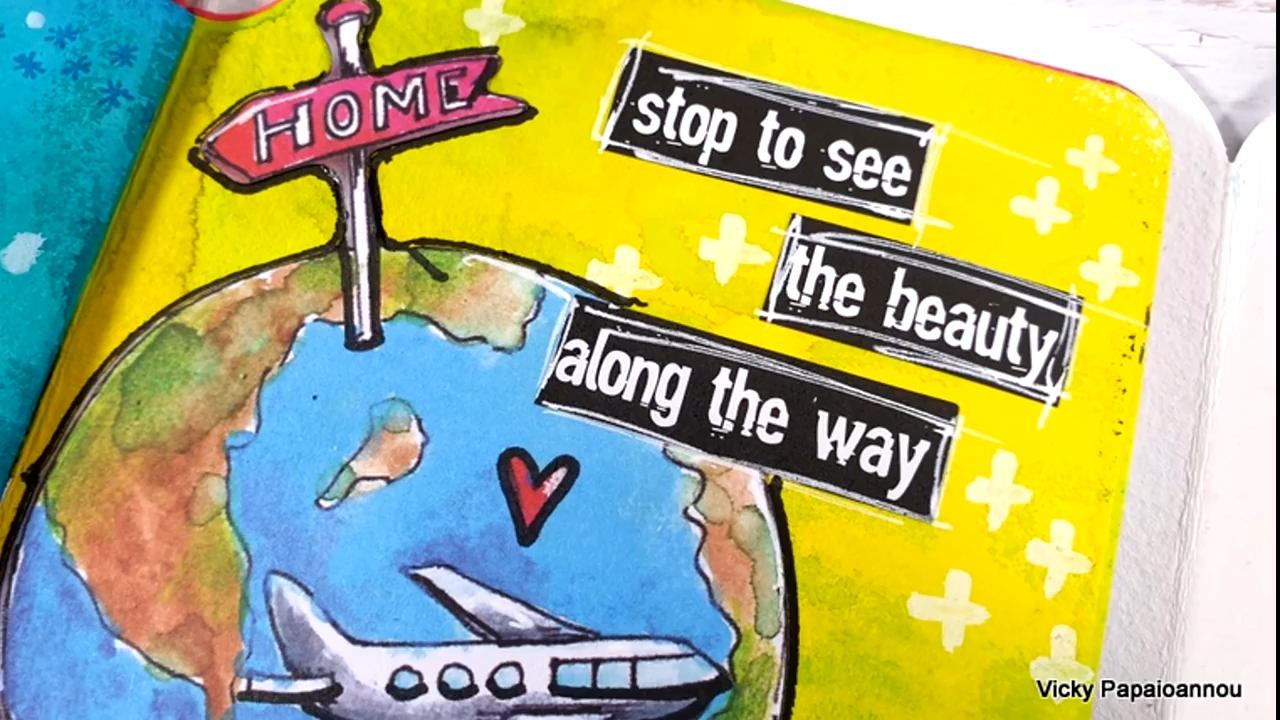 HOME
stop to see
the beauty
along the way
Vicky Papaioannou